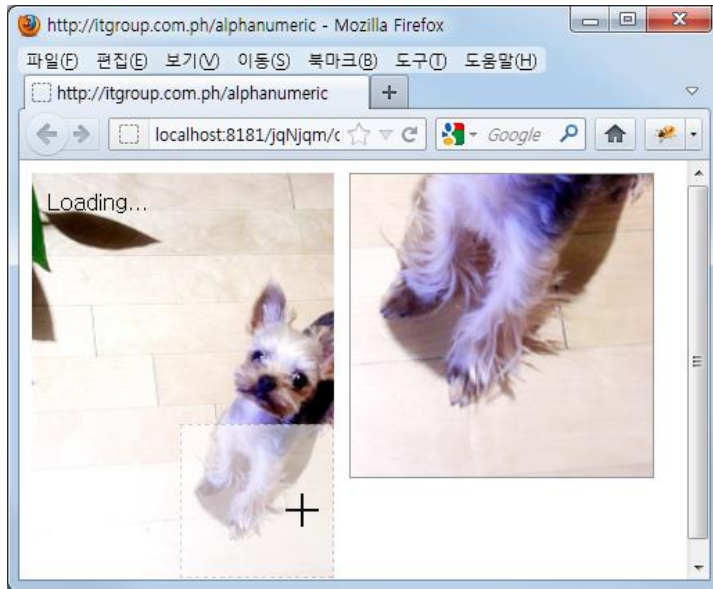 http://itgroup.com.ph/alphanumeric - Mozilla Firefox
파일(F) 편집(E) 보기(V) 이동(S) 북마크(B) 도구(T) 도움말(H)
http://itgroup.com.ph/alphanumeric
localhost:8181/jqNjqm/c Google
Loading...